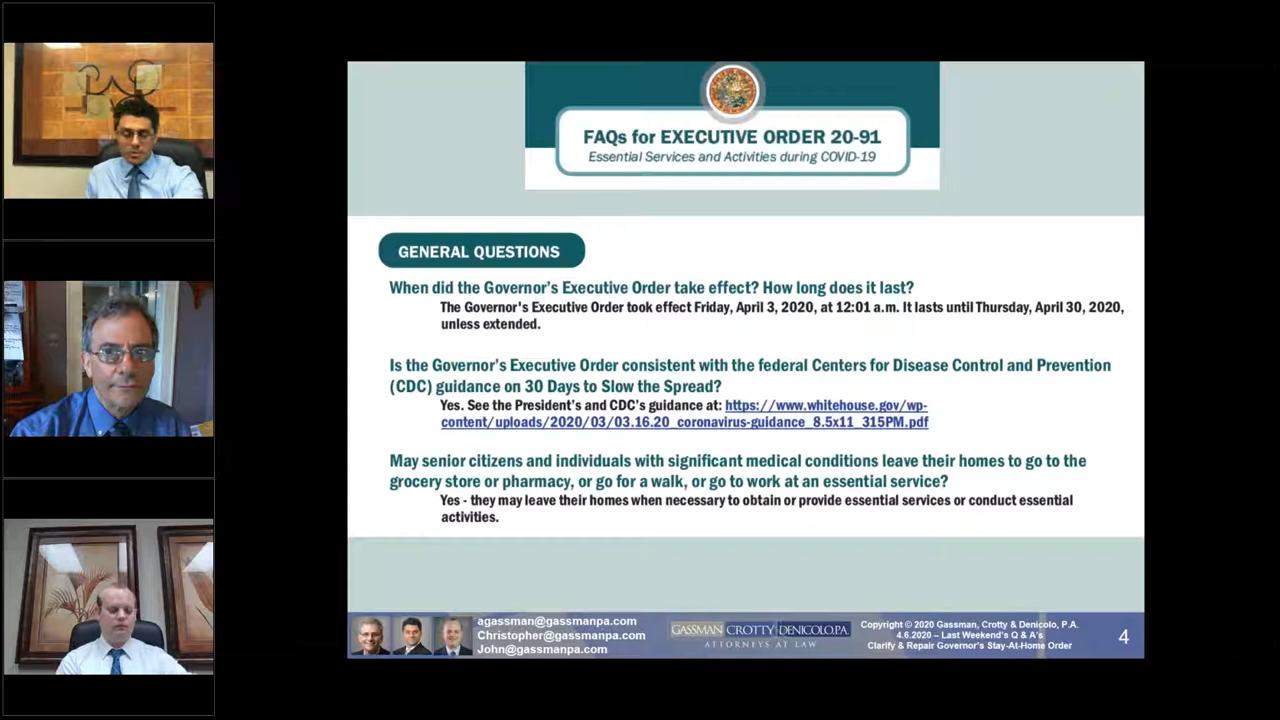 FAQs for EXECUTIVE ORDER 20-91
Essential Services and Activities during COVID-19
GENERAL QUESTIONS
When did the Governor's Executive Order take effect? How long does it last?
The Governor's Executive Order took effect Friday, April 3, 2020, at 12:01 a.m. It lasts until Thursday, April 30, 2020,
unless extended.
Is the Governor's Executive Order consistent with the federal Centers for Disease Control and Prevention
(CDC) guidance on 30 Days to Slow the Spread?
Yes. See the President's and CDC's guidance at: https://www.whitehouse.gov/wp-
content/uploads/2020/03/03.16.20_coronavirus-guidance_8.5x11_315PM.pdf
May senior citizens and individuals with significant medical conditions leave their homes to go to the
grocery store or pharmacy, or go for a walk, or go to work at an essential service?
Yes - they may leave their homes when necessary to obtain or provide essential services or conduct essential
activities.
agassman@gassmanpa.com
Christopher@gassmanpa.com
John@gassmanpa.com
GASSMAN CROTTY DENICOLO, P.A.
ATTORNEYS AT LAW
Copyright © 2020 Gassman, Crotty & Denicolo, P.A.
4.6.2020 – Last Weekend's Q & A's
Clarify & Repair Governor's Stay-At-Home Order
4